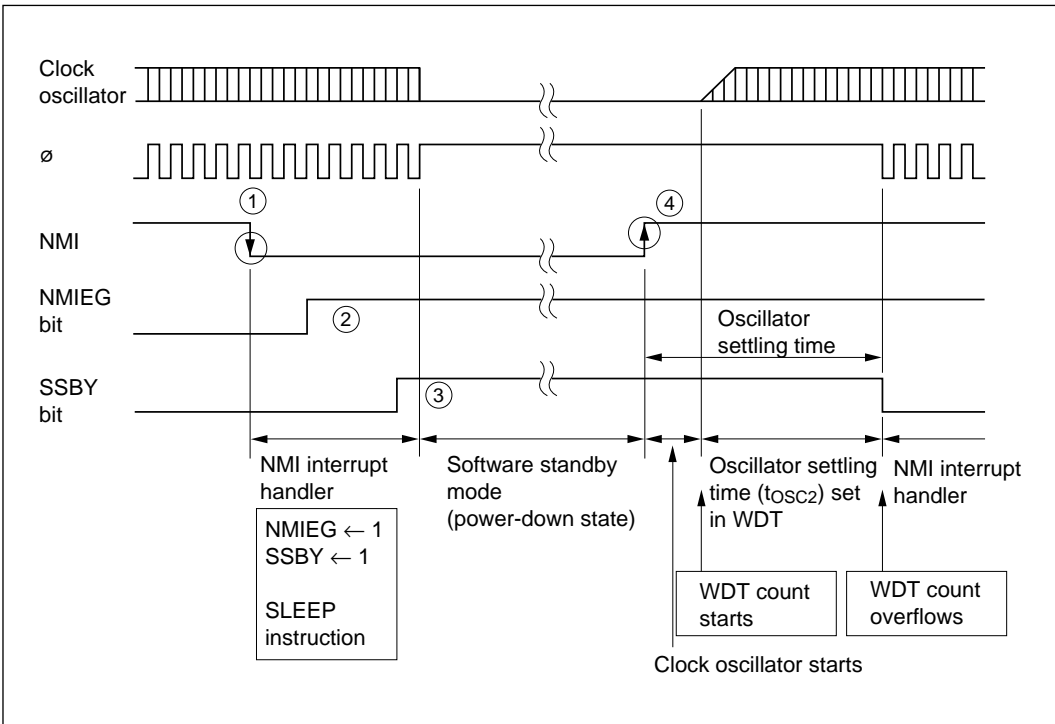 Clock
oscillator
ø
①
④
NMI
NMIEG
bit
②
Oscillator
settling time
SSBY
bit
③
NMI interrupt
handler
Software standby
mode
(power-down state)
Oscillator settling
time (tOSC2) set
in WDT
NMI interrupt
handler
NMIEG ← 1
SSBY ← 1
SLEEP
instruction
WDT count
starts
WDT count
overflows
Clock oscillator starts